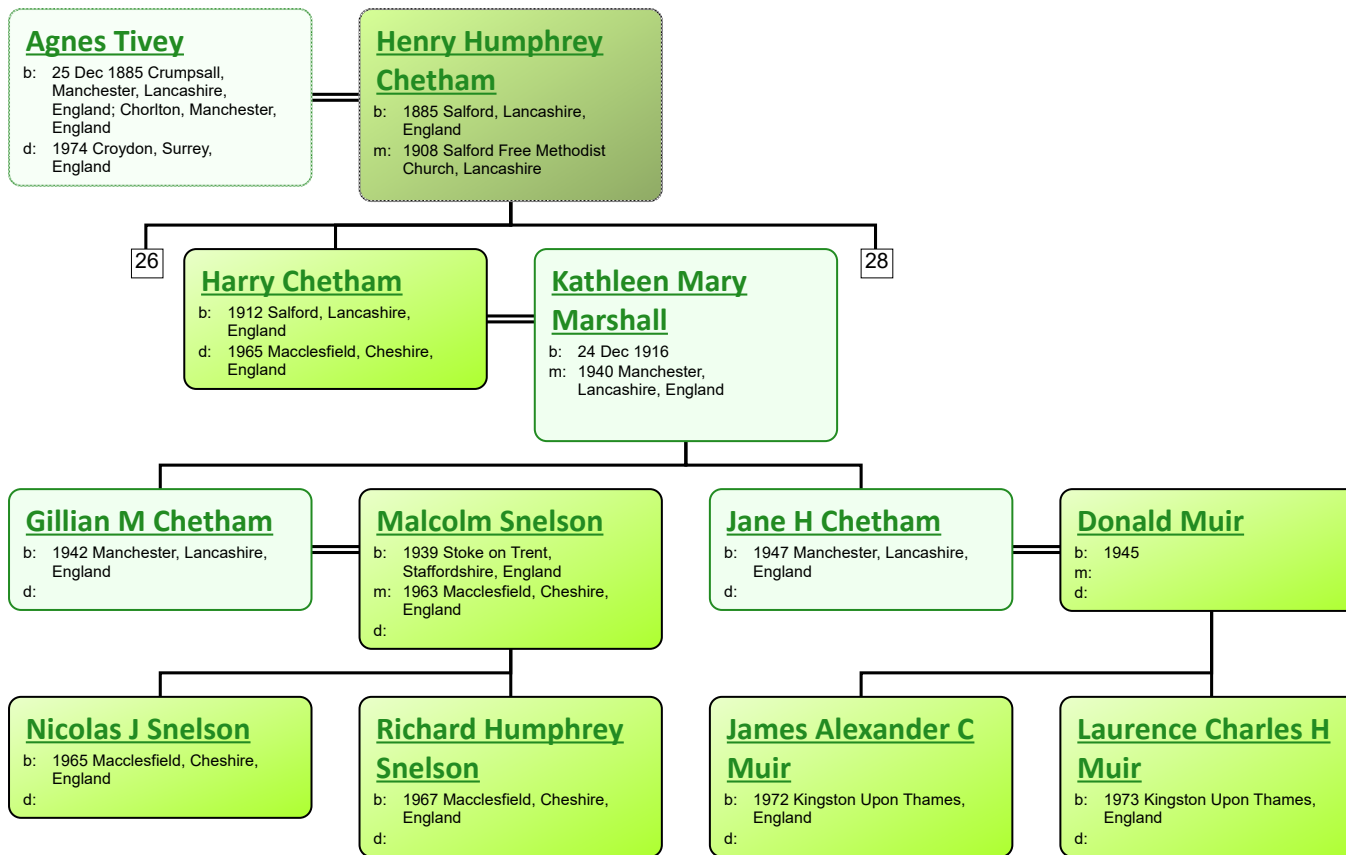 Agnes Tivey
b: 25 Dec 1885 Crumpsall,
Manchester, Lancashire,
England; Chorlton, Manchester,
England
d: 1974 Croydon, Surrey,
England
Henry Humphrey
Chetham
b: 1885 Salford, Lancashire,
England
m: 1908 Salford Free Methodist
Church, Lancashire
26
Harry Chetham
b: 1912 Salford, Lancashire,
England
d: 1965 Macclesfield, Cheshire,
England
Kathleen Mary
Marshall
b: 24 Dec 1916
m: 1940 Manchester,
Lancashire, England
28
Gillian M Chetham
b: 1942 Manchester, Lancashire,
England
d:
Malcolm Snelson
b: 1939 Stoke on Trent,
Staffordshire, England
m: 1963 Macclesfield, Cheshire,
England
d:
Jane H Chetham
b: 1947 Manchester, Lancashire,
England
d:
Donald Muir
b: 1945
m:
d:
Nicolas J Snelson
b: 1965 Macclesfield, Cheshire,
England
d:
Richard Humphrey
Snelson
b: 1967 Macclesfield, Cheshire,
England
d:
James Alexander C
Muir
b: 1972 Kingston Upon Thames,
England
d:
Laurence Charles H
Muir
b: 1973 Kingston Upon Thames,
England
d: